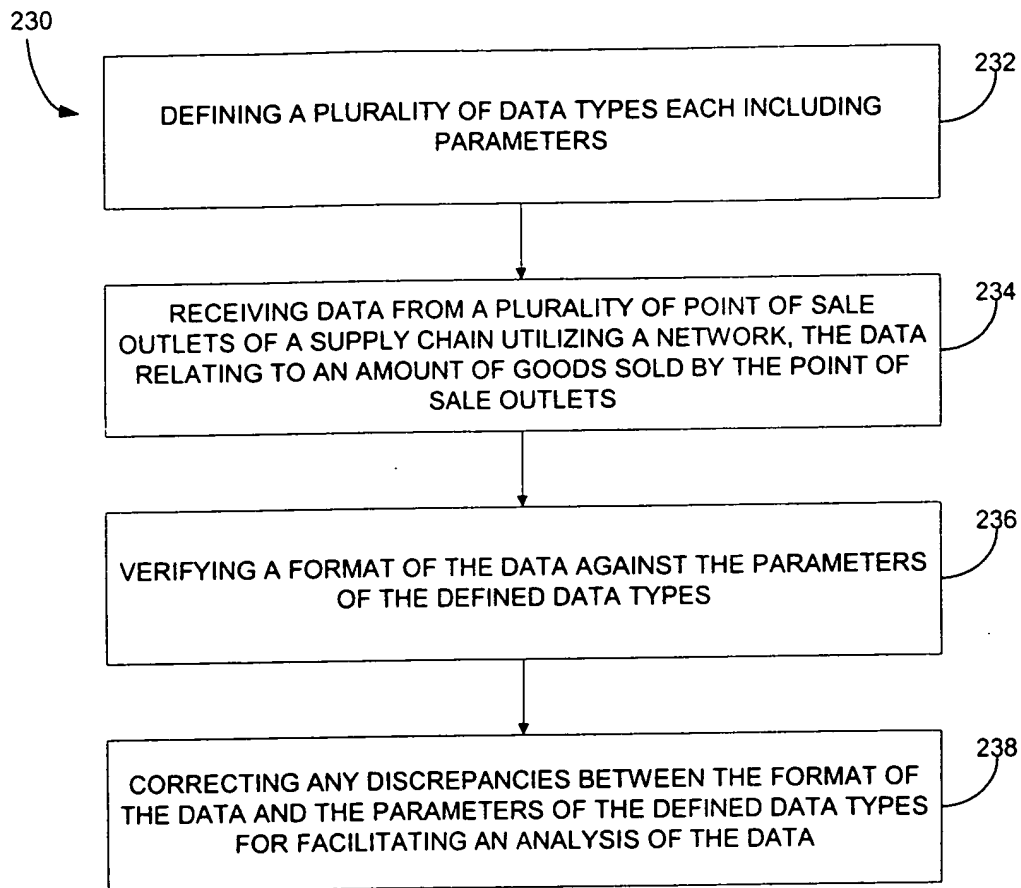 230
232
DEFINING A PLURALITY OF DATA TYPES EACH INCLUDING
PARAMETERS
234
RECEIVING DATA FROM A PLURALITY OF POINT OF SALE
OUTLETS OF A SUPPLY CHAIN UTILIZING A NETWORK, THE DATA
RELATING TO AN AMOUNT OF GOODS SOLD BY THE POINT OF
SALE OUTLETS
236
VERIFYING A FORMAT OF THE DATA AGAINST THE PARAMETERS
OF THE DEFINED DATA TYPES
238
CORRECTING ANY DISCREPANCIES BETWEEN THE FORMAT OF
THE DATA AND THE PARAMETERS OF THE DEFINED DATA TYPES
FOR FACILITATING AN ANALYSIS OF THE DATA